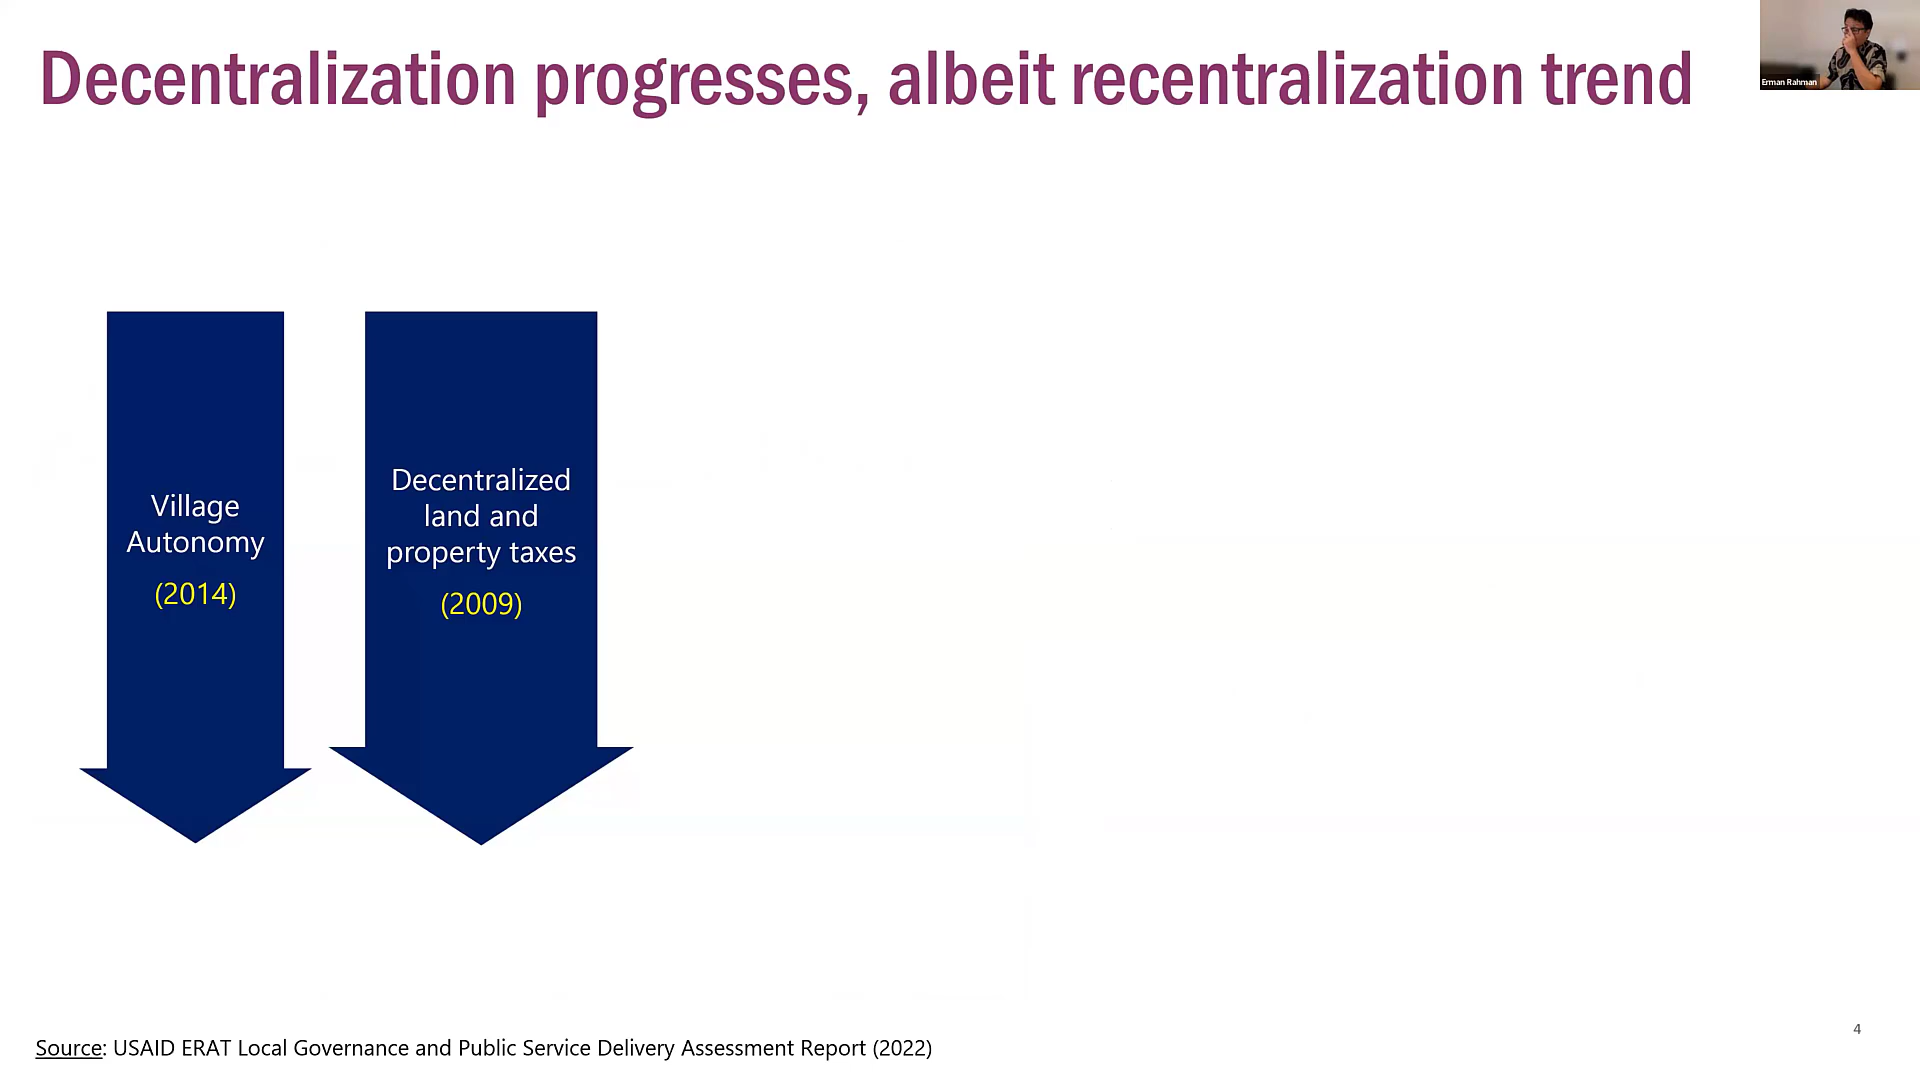 Decentralization progresses, albeit recentralization trend
Erman Rahman
Village
Autonomy
(2014)
Decentralized
land and
property taxes
(2009)
4
Source: USAID ERAT Local Governance and Public Service Delivery Assessment Report (2022)